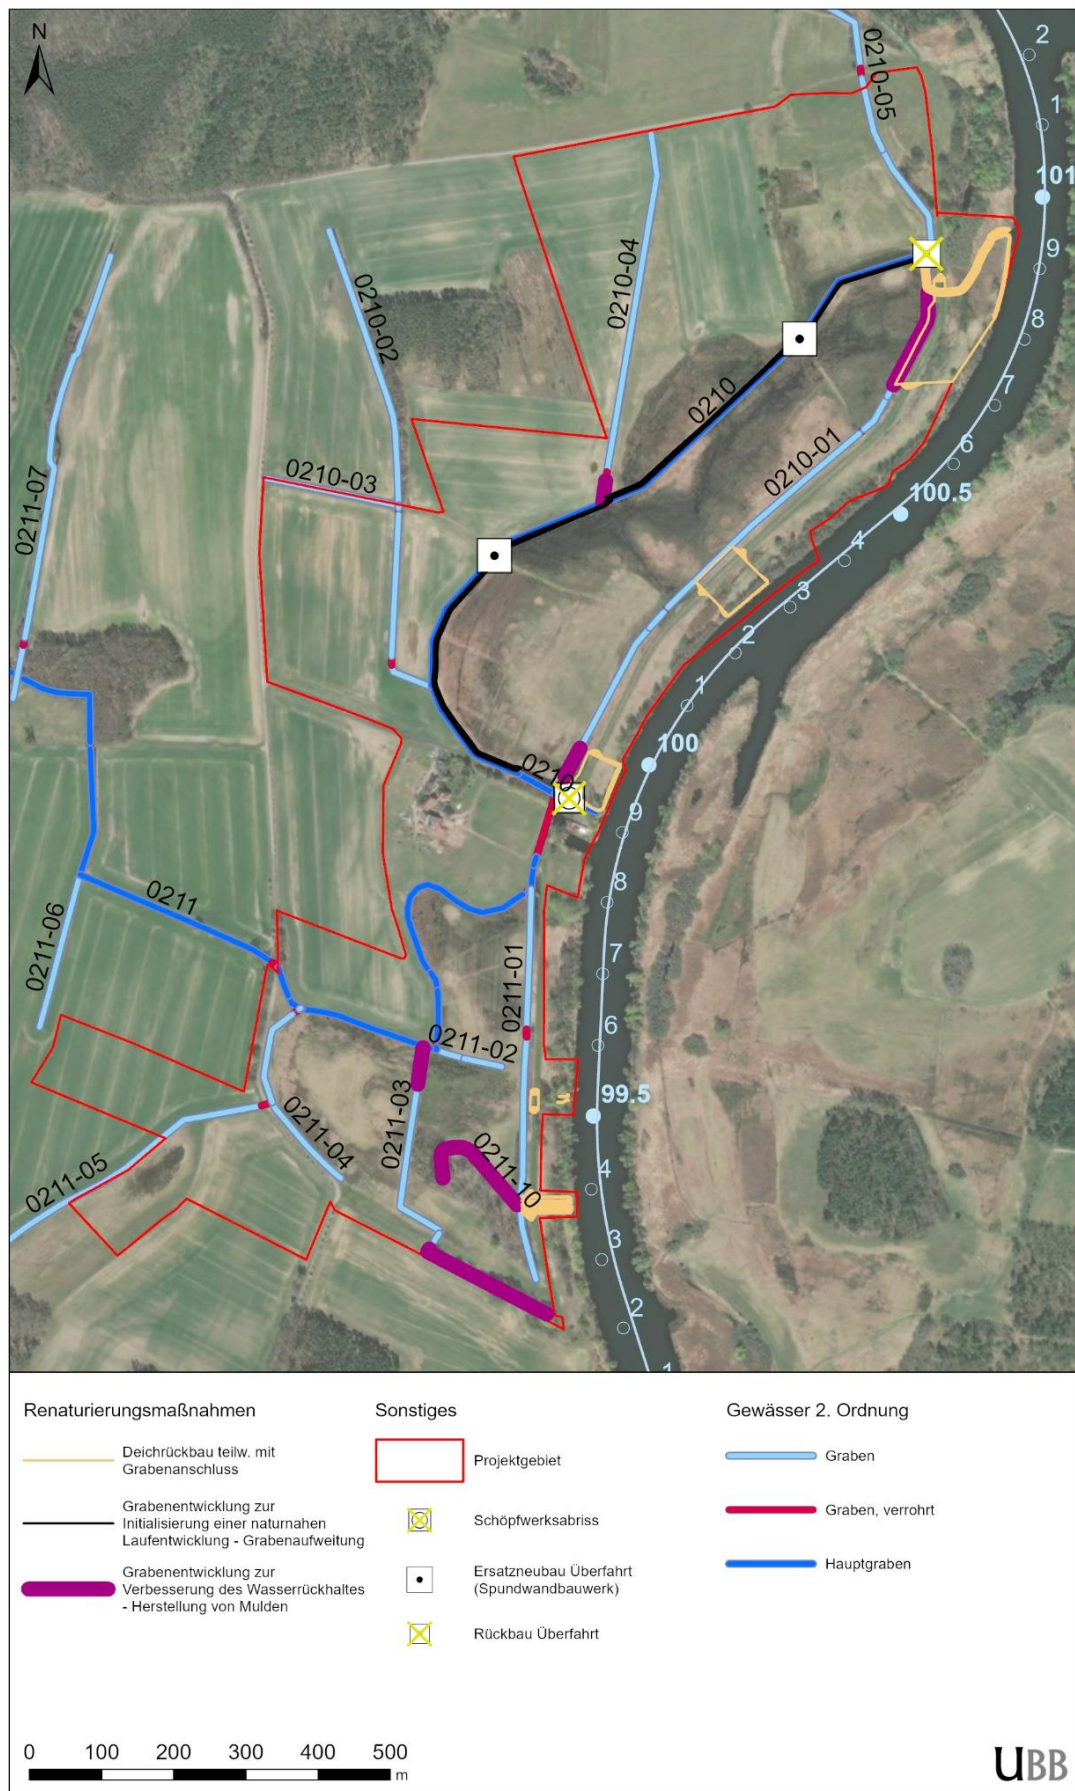 N
0210-05
2
1
101
9
8
7
6
100.5
4
3
2
1
100
9
8
7
6
99.5
4
3
2
1
0210-04
0210-02
0210
0210-01
0210-03
0211-07
0210
0211
0211-06
0211-01
0211-02
0211-03
0211-04
0211-10
0211-05
Renaturierungsmaßnahmen
Deichrückbau teilw. mit
Grabenanschluss
Grabenentwicklung zur
Initialisierung einer naturnahen
Laufentwicklung - Grabenaufweitung
Grabenentwicklung zur
Verbesserung des Wasserrückhaltes
- Herstellung von Mulden
Sonstiges
Projektgebiet
Schöpfwerksabriss
Ersatzneubau Überfahrt
(Spundwandbauwerk)
Rückbau Überfahrt
Gewässer 2. Ordnung
Graben
Graben, verrohrt
Hauptgraben
0 100 200 300 400 500
m
UBB